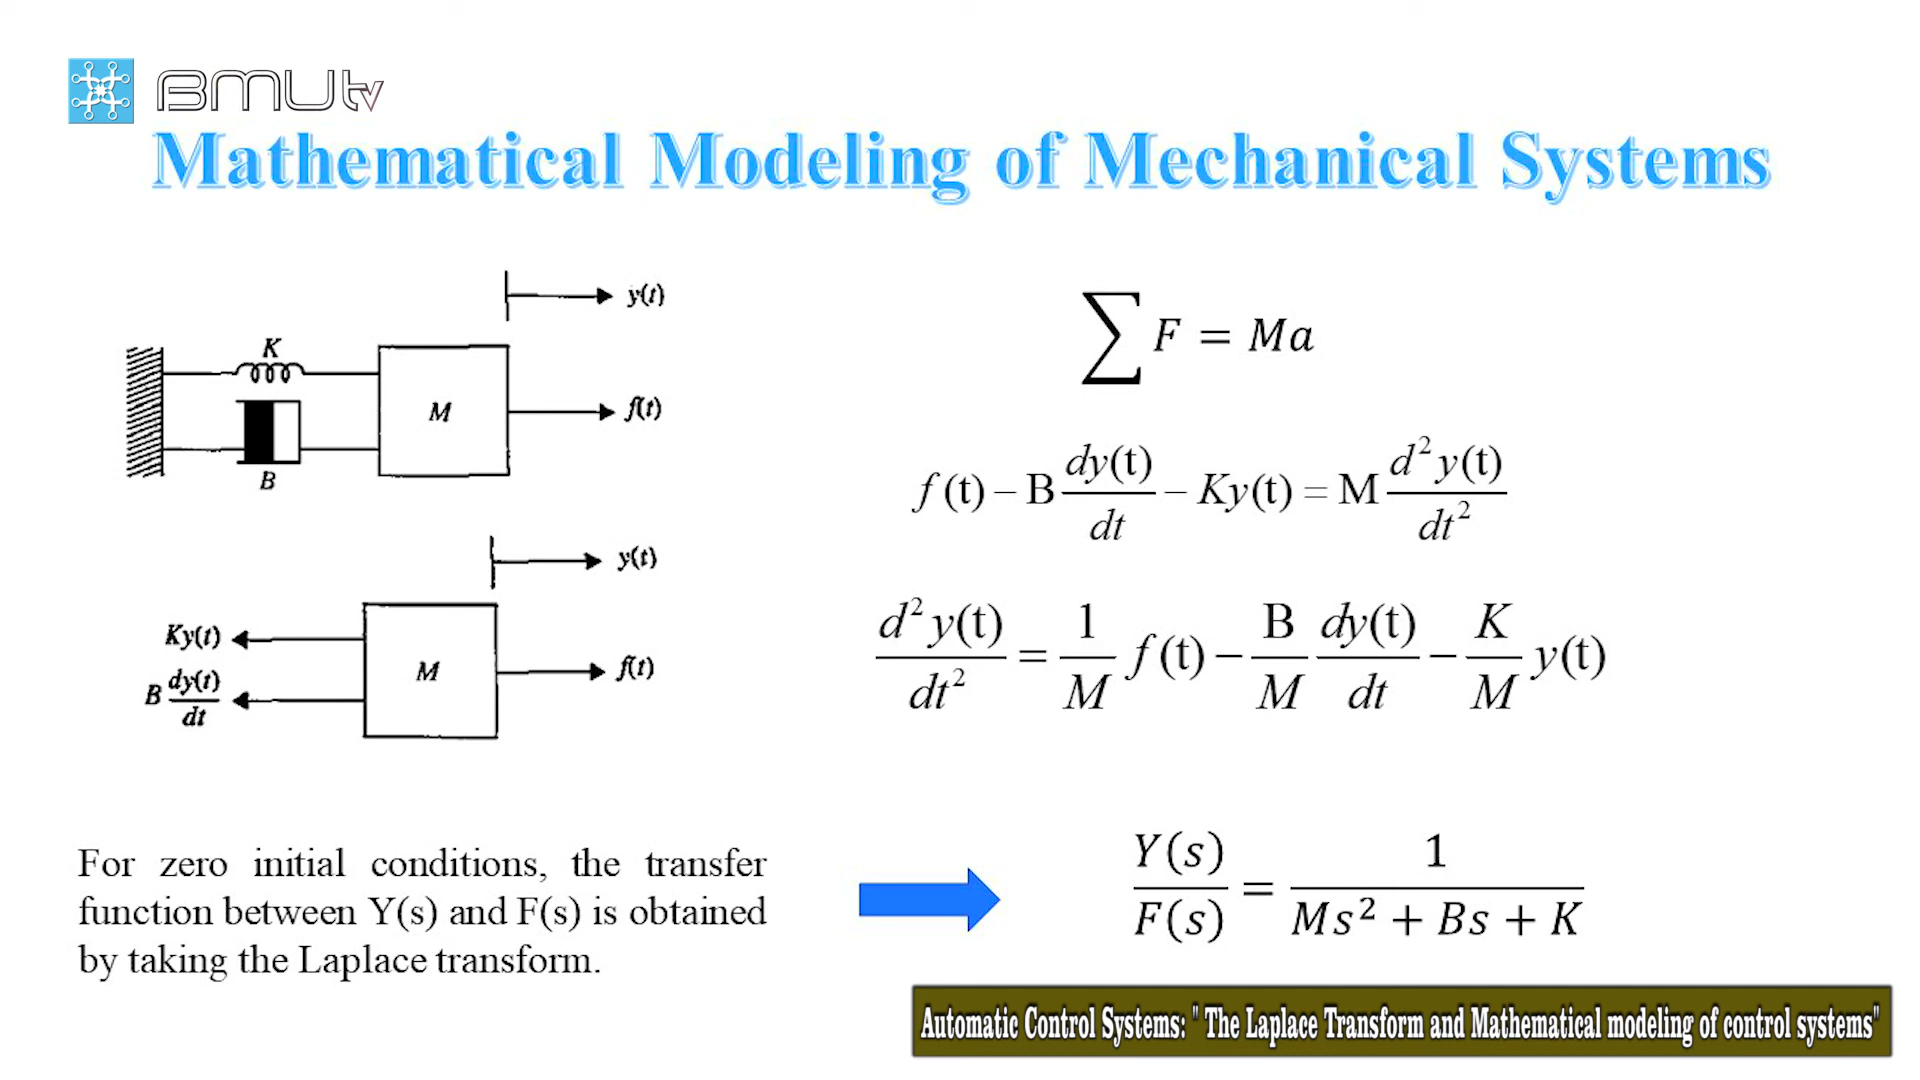 BMUtv
Mathematical Modeling of Mechanical Systems
y(t)
K
M
f(t)
B
y(t)
Ky(t)
B dy(t)/dt
M
f(t)
∑ F = Ma
f(t) – B dy(t)/dt – Ky(t) = M d²y(t)/dt²
d²y(t)/dt² = 1/M f(t) – B/M dy(t)/dt – K/M y(t)
For zero initial conditions, the transfer
function between Y(s) and F(s) is obtained
by taking the Laplace transform.
Y(s)/F(s) = 1/(Ms² + Bs + K)
Automatic Control Systems: " The Laplace Transform and Mathematical modeling of control systems"